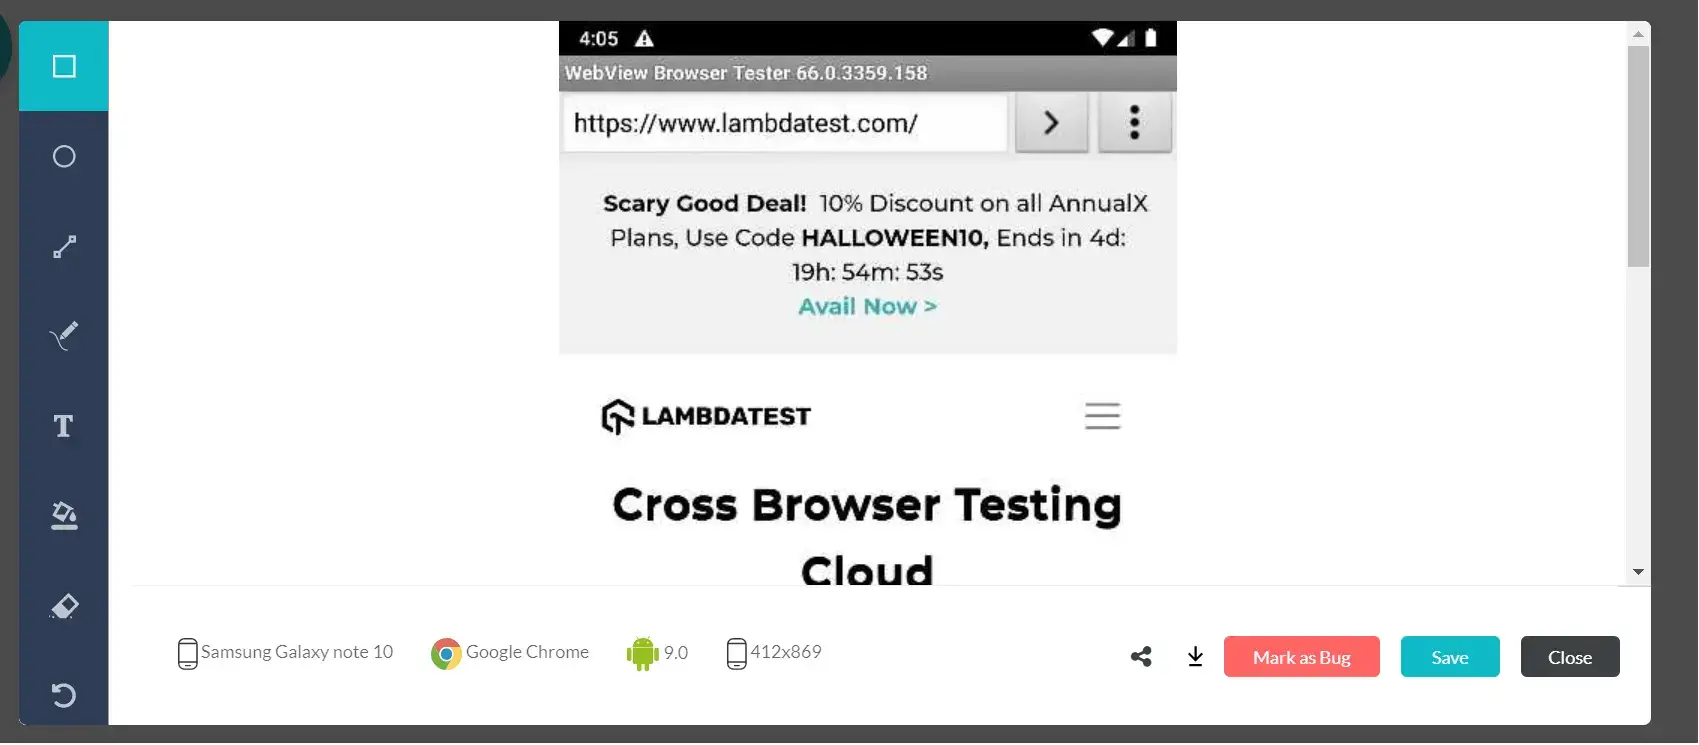 4:05
WebView Browser Tester 66.0.3359.158
https://www.lambdatest.com/
Scary Good Deal! 10% Discount on all AnnualX
Plans, Use Code HALLOWEEN10, Ends in 4d:
19h: 54m: 53s
Avail Now >
LAMBDATEST
Cross Browser Testing
Cloud
T
Samsung Galaxy note 10 Google Chrome 9.0 412x869 Mark as Bug Save Close